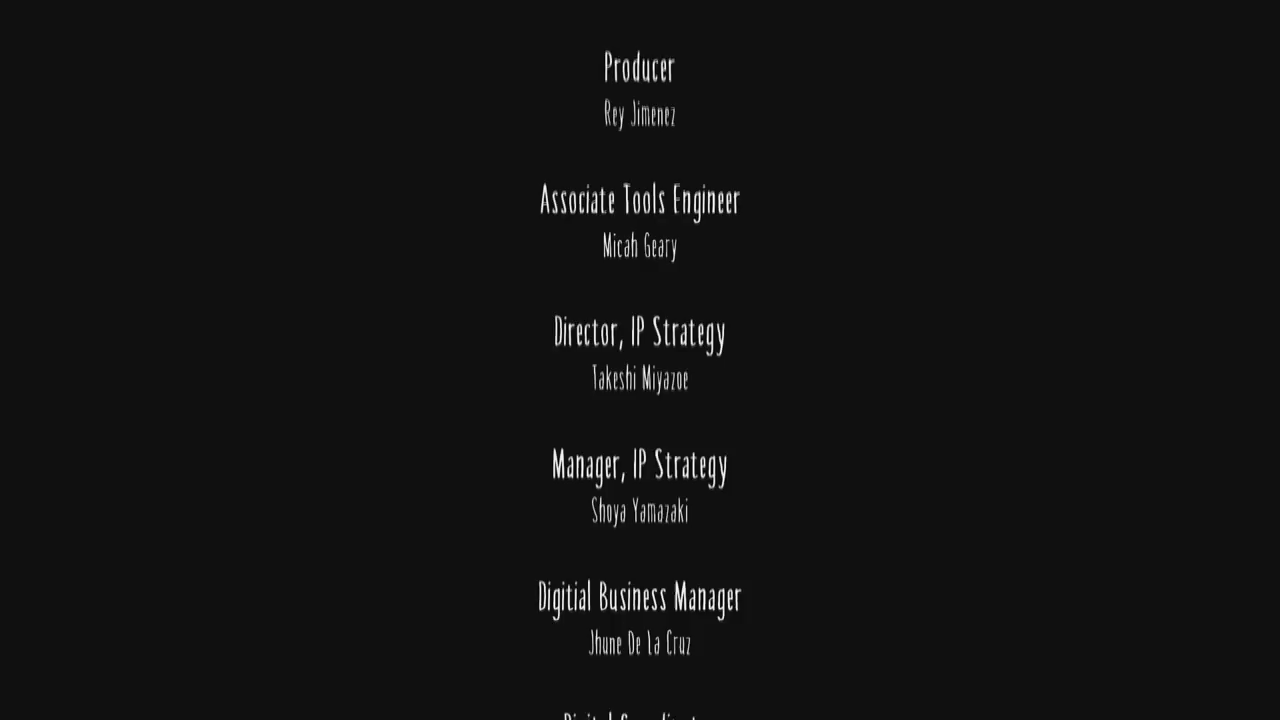 Producer
Rey Jimenez
Associate Tools Engineer
Micah Geary
Director, IP Strategy
Takeshi Miyazoe
Manager, IP Strategy
Shoya Yamazaki
Digitial Business Manager
Jhune De La Cruz